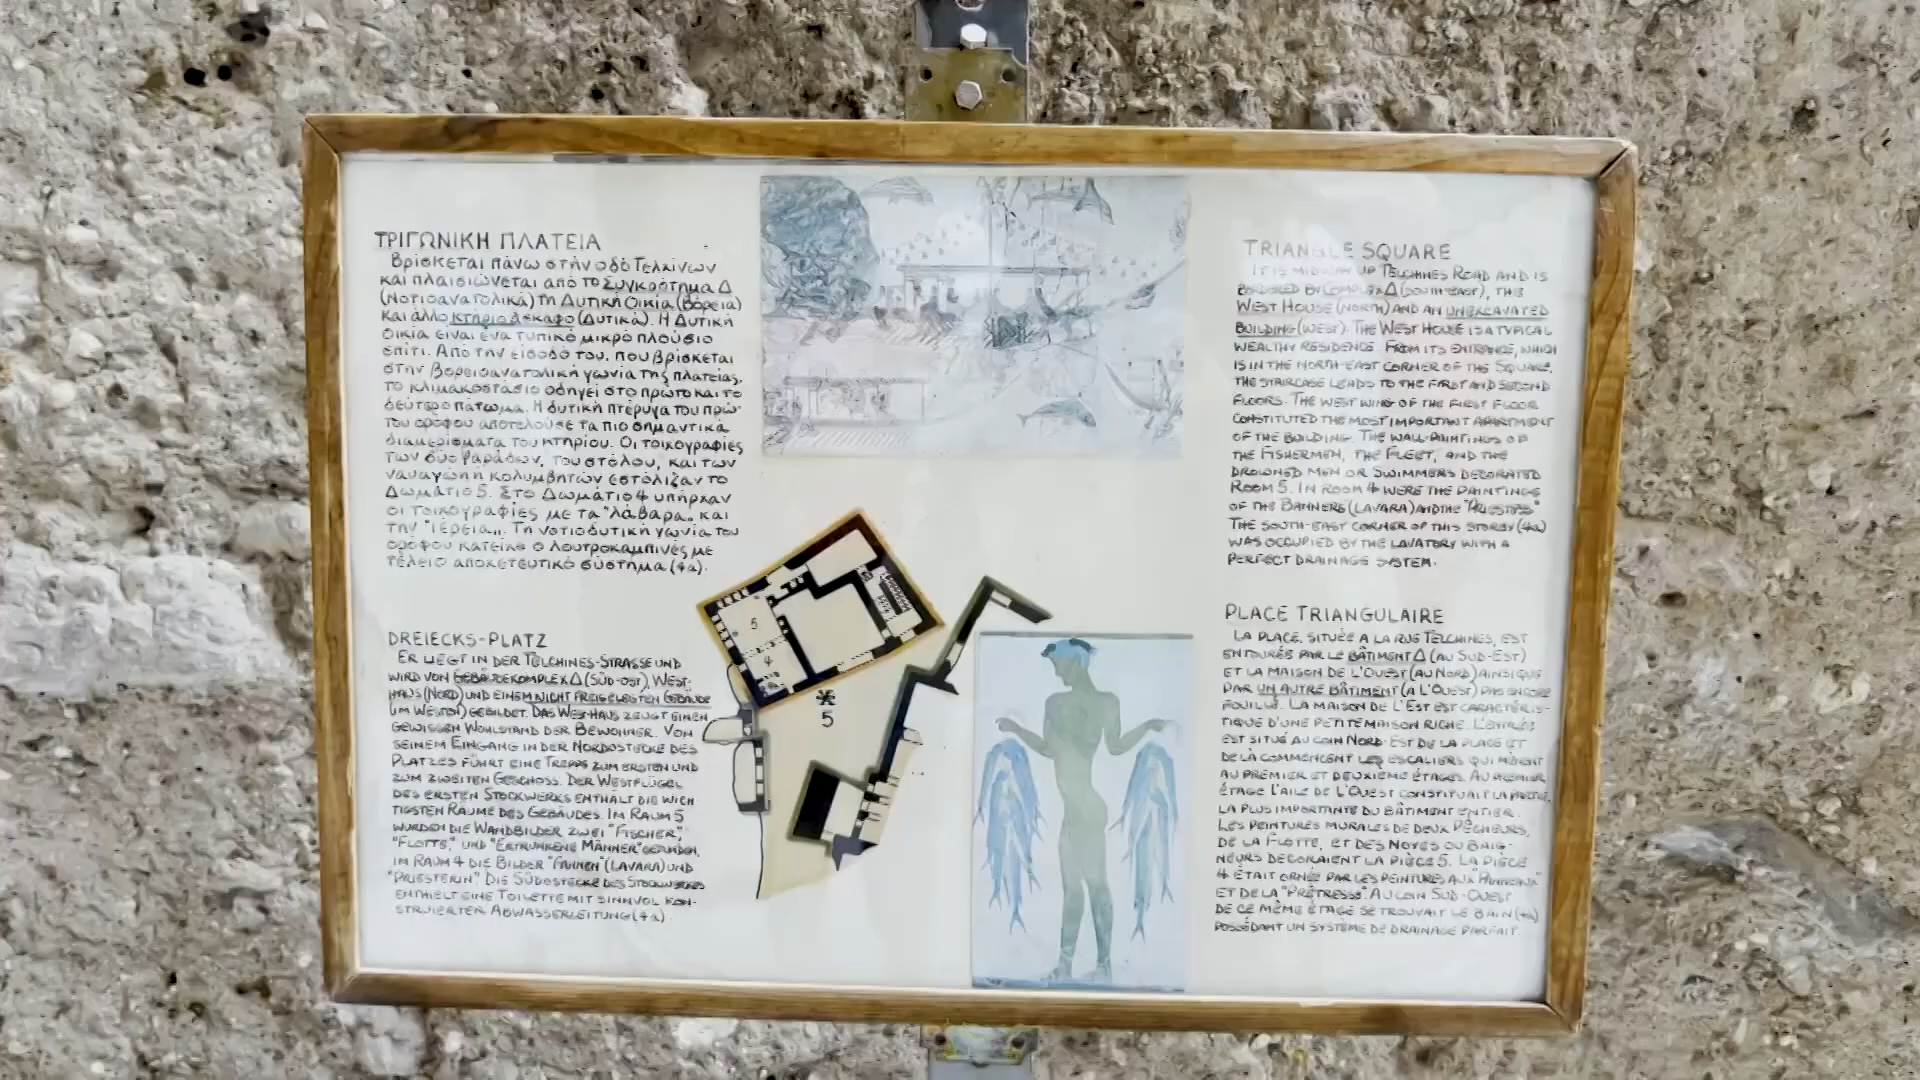 ΤΡΙΓΩΝΙΚΗ ΠΛΑΤΕΙΑ
Βρίσκεται πάνω στήν οδό Τελχίνων
και πλαισιώνεται από το Συγκρότημα Δ
(Νοτιοανατολικά) τη Δυτική Οικία (βόρεια)
και άλλο κτήριο άσκαφο (Δυτικά). Η Δυτική
Οικία είναι ένα τυπικό μικρό πλούσιο
σπίτι. Από την είσοδό του, που βρίσκεται
στην βορειοανατολική γωνία της πλατείας,
το κλιμακοστάσιο οδηγεί στο πρώτο και το
δεύτερο πάτωμα. Η δυτική πτέρυγα του πρώ-
του ορόφου αποτελούσε τα πιο σημαντικά
διαμερίσματα του κτηρίου. Οι τοιχογραφίες
των δύο ψαράδων, του στόλου, και των
ναυαγών ή κολυμβητών εστόλιζαν το
Δωμάτιο 5. Στο Δωμάτιο 4 υπήρχαν
οι τοιχογραφίες με τα "λάβαρα" και
την "Ιέρεια". Τη νοτιοδυτική γωνία του
ορόφου κατείχε ο λουτροκαμπινές με
τέλειο αποχετευτικό σύστημα (4α).
DREIECKS-PLATZ
ER LIEGT IN DER TELCHINES-STRASSE UND
WIRD VON GEBÄUDEKOMPLEX Δ (SÜD-OST), WEST-
HAUS (NORD) UND EINEM NICHT FREIGELEGTEN GEBÄUDE
(IM WESTEN) GEBILDET. DAS WESTHAUS ZEUGT EINEN
GEWISSEN WOHLSTAND DER BEWOHNER. VON
SEINEM EINGANG IN DER NORDOSTECKE DES
PLATZES FÜHRT EINE TREPPE ZUM ERSTEN UND
ZUM ZWEITEN GESCHOSS. DER WESTFLÜGEL
DES ERSTEN STOCKWERKS ENTHÄLT DIE WICH
TIGSTEN RÄUME DES GEBÄUDES. IM RAUM 5
WURDEN DIE WANDBILDER ZWEI "FISCHER",
"FLOTTE," UND "ERTRUNKENE MÄNNER" GEFUNDEN,
IM RAUM 4 DIE BILDER "FAHNEN" (LAVARA) UND
"PRIESTERIN". DIE SÜDOSTECKE DES STOCKWERKES
ENTHIELT EINE TOILETTE MIT SINNVOL KON-
STRUIERTER ABWASSERLEITUNG (4a)
5
4
5
TRIANGLE SQUARE
IT IS MIDWAY UP TELCHINES ROAD AND IS
BORDERED BY COMPLEX Δ (SOUTH-EAST), THE
WEST HOUSE (NORTH) AND AN UNEXCAVATED
BUILDING (WEST). THE WEST HOUSE IS A TYPICAL
WEALTHY RESIDENCE. FROM ITS ENTRANCE, WHICH
IS IN THE NORTH-EAST CORNER OF THE SQUARE,
THE STAIRCASE LEADS TO THE FIRST AND SECOND
FLOORS. THE WEST WING OF THE FIRST FLOOR
CONSTITUTED THE MOST IMPORTANT APARTMENT
OF THE BUILDING. THE WALL-PAINTINGS OF
THE FISHERMEN, THE FLEET, AND THE
DROWNED MEN OR SWIMMERS DECORATED
ROOM 5. IN ROOM 4 WERE THE PAINTINGS
OF THE BANNERS (LAVARA) AND THE "PRIESTESS"
THE SOUTH-EAST CORNER OF THIS STOREY (4a)
WAS OCCUPIED BY THE LAVATORY WITH A
PERFECT DRAINAGE SYSTEM.
PLACE TRIANGULAIRE
LA PLACE, SITUÉE A LA RUE TELCHINES, EST
ENTOURÉE PAR LE BÂTIMENT Δ (AU SUD-EST)
ET LA MAISON DE L'OUEST (AU NORD) AINSI QUE
PAR UN AUTRE BÂTIMENT (A L'OUEST) PAS ENCORE
FOUILLÉ. LA MAISON DE L'EST EST CARACTÉRIS-
TIQUE D'UNE PETITE MAISON RICHE. L'ENTRÉE
EST SITUÉ AU COIN NORD-EST DE LA PLACE ET
DE LÀ COMMENCENT LES ESCALIERS QUI MÈNENT
AU PREMIER ET DEUXIÈME ÉTAGES. AU PREMIER
ÉTAGE L'AILE DE L'OUEST CONSTITUAIT LA PARTIE
LA PLUS IMPORTANTE DU BÂTIMENT ENTIER.
LES PEINTURES MURALES DE DEUX PÊCHEURS,
DE LA FLOTTE, ET DES NOYÉS OU BAIG-
NEURS DECORAIENT LA PIÈCE 5. LA PIÈCE
4 ÉTAIT ORNÉE PAR LES PEINTURES AUX
ET DE LA "PRÊTRESSE". AU COIN SUD-OUEST
DE CE MÊME ÉTAGE SE TROUVAIT LE BAIN (4a)
POSSÉDANT UN SYSTÈME DE DRAINAGE PARFAIT.